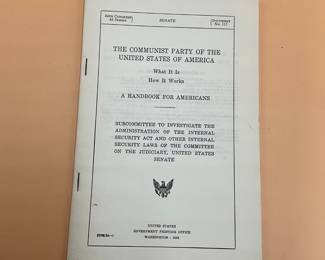 SENATE
THE COMMUNIST PARTY OF THE
UNITED STATES OF AMERICA
What It Is
How It Works
A HANDBOOK FOR AMERICANS
SUBCOMMITTEE TO INVESTIGATE THE
ADMINISTRATION OF THE INTERNAL
SECURITY ACT AND OTHER INTERNAL
SECURITY LAWS OF THE COMMITTEE
ON THE JUDICIARY, UNITED STATES
SENATE
UNITED STATES
GOVERNMENT PRINTING OFFICE
WASHINGTON :